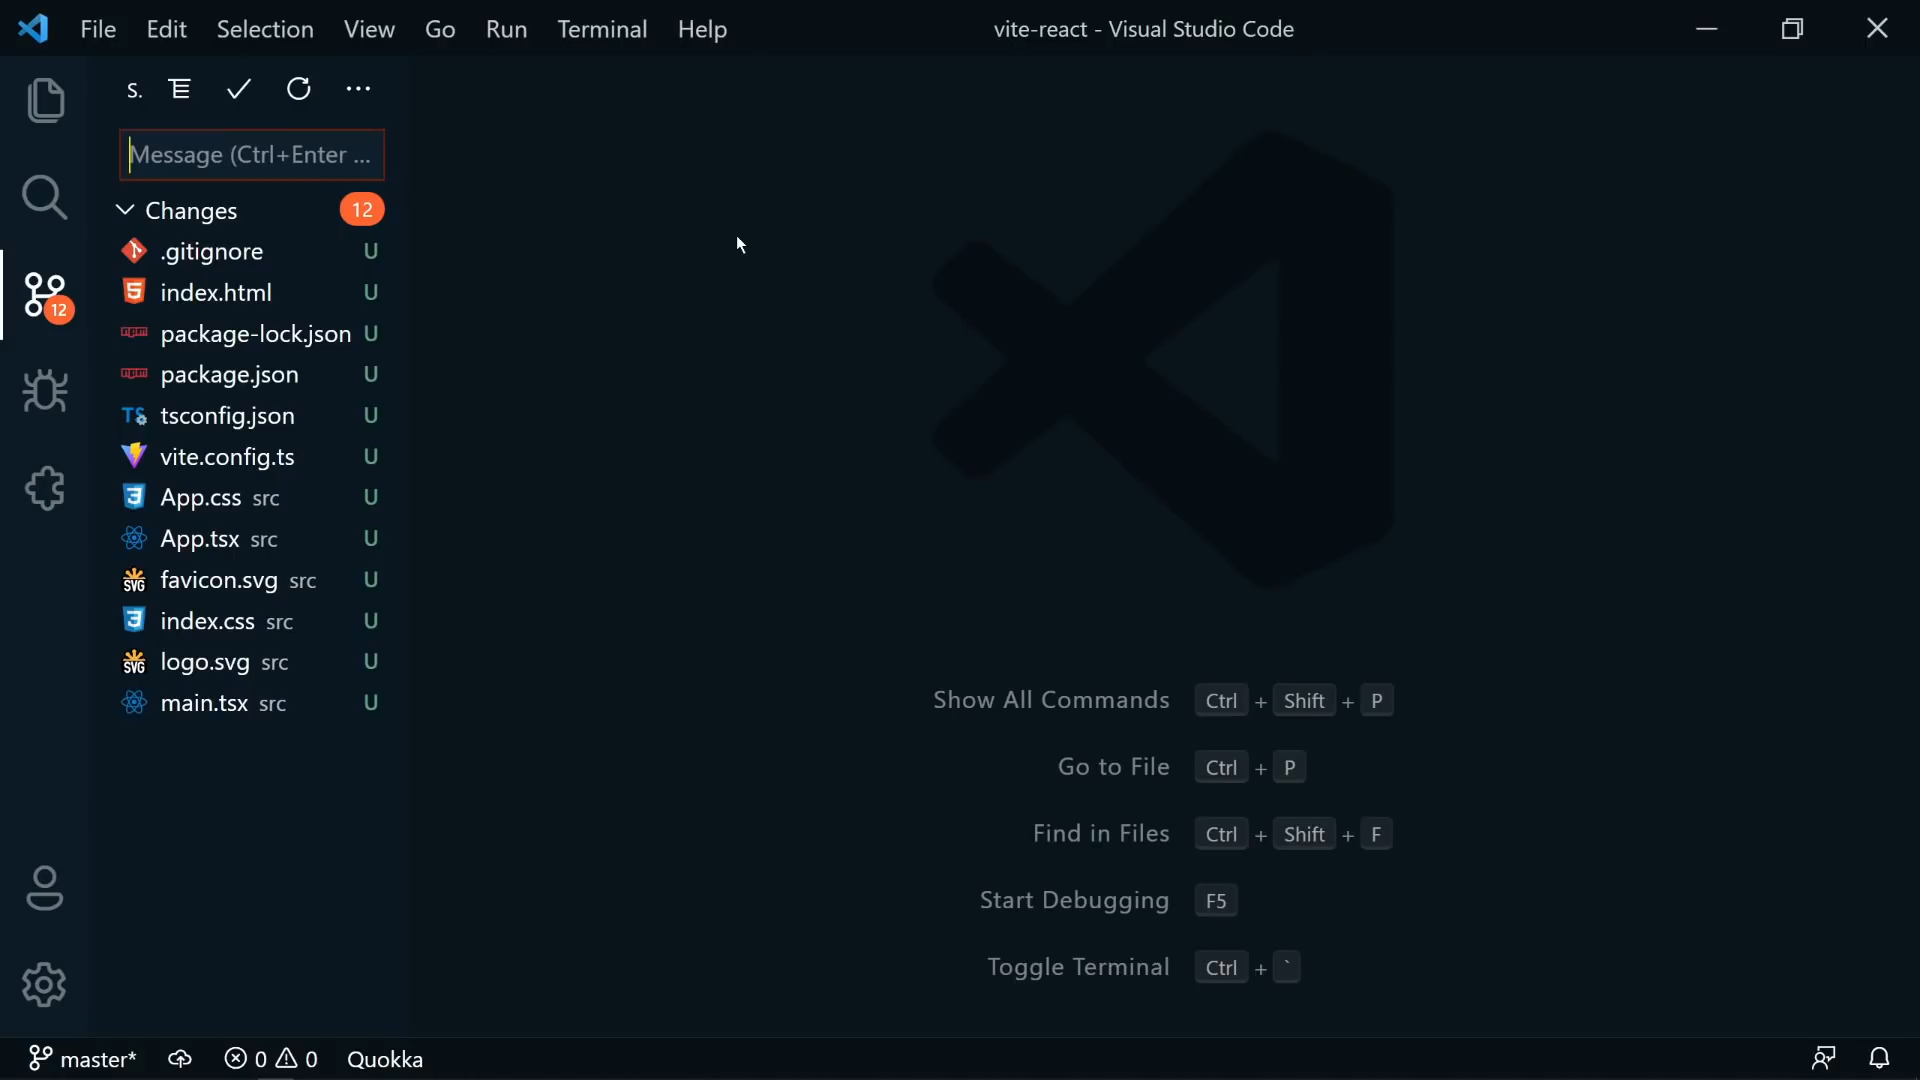 File Edit Selection View Go Run Terminal Help vite-react - Visual Studio Code
S.
Message (Ctrl+Enter ...
Changes 12
.gitignore U
index.html U
12
package-lock.json U
package.json U
tsconfig.json U
vite.config.ts U
App.css src U
App.tsx src U
favicon.svg src U
index.css src U
logo.svg src U
main.tsx src U
Show All Commands Ctrl + Shift + P
Go to File Ctrl + P
Find in Files Ctrl + Shift + F
Start Debugging F5
Toggle Terminal Ctrl + `
master* 0 0 Quokka